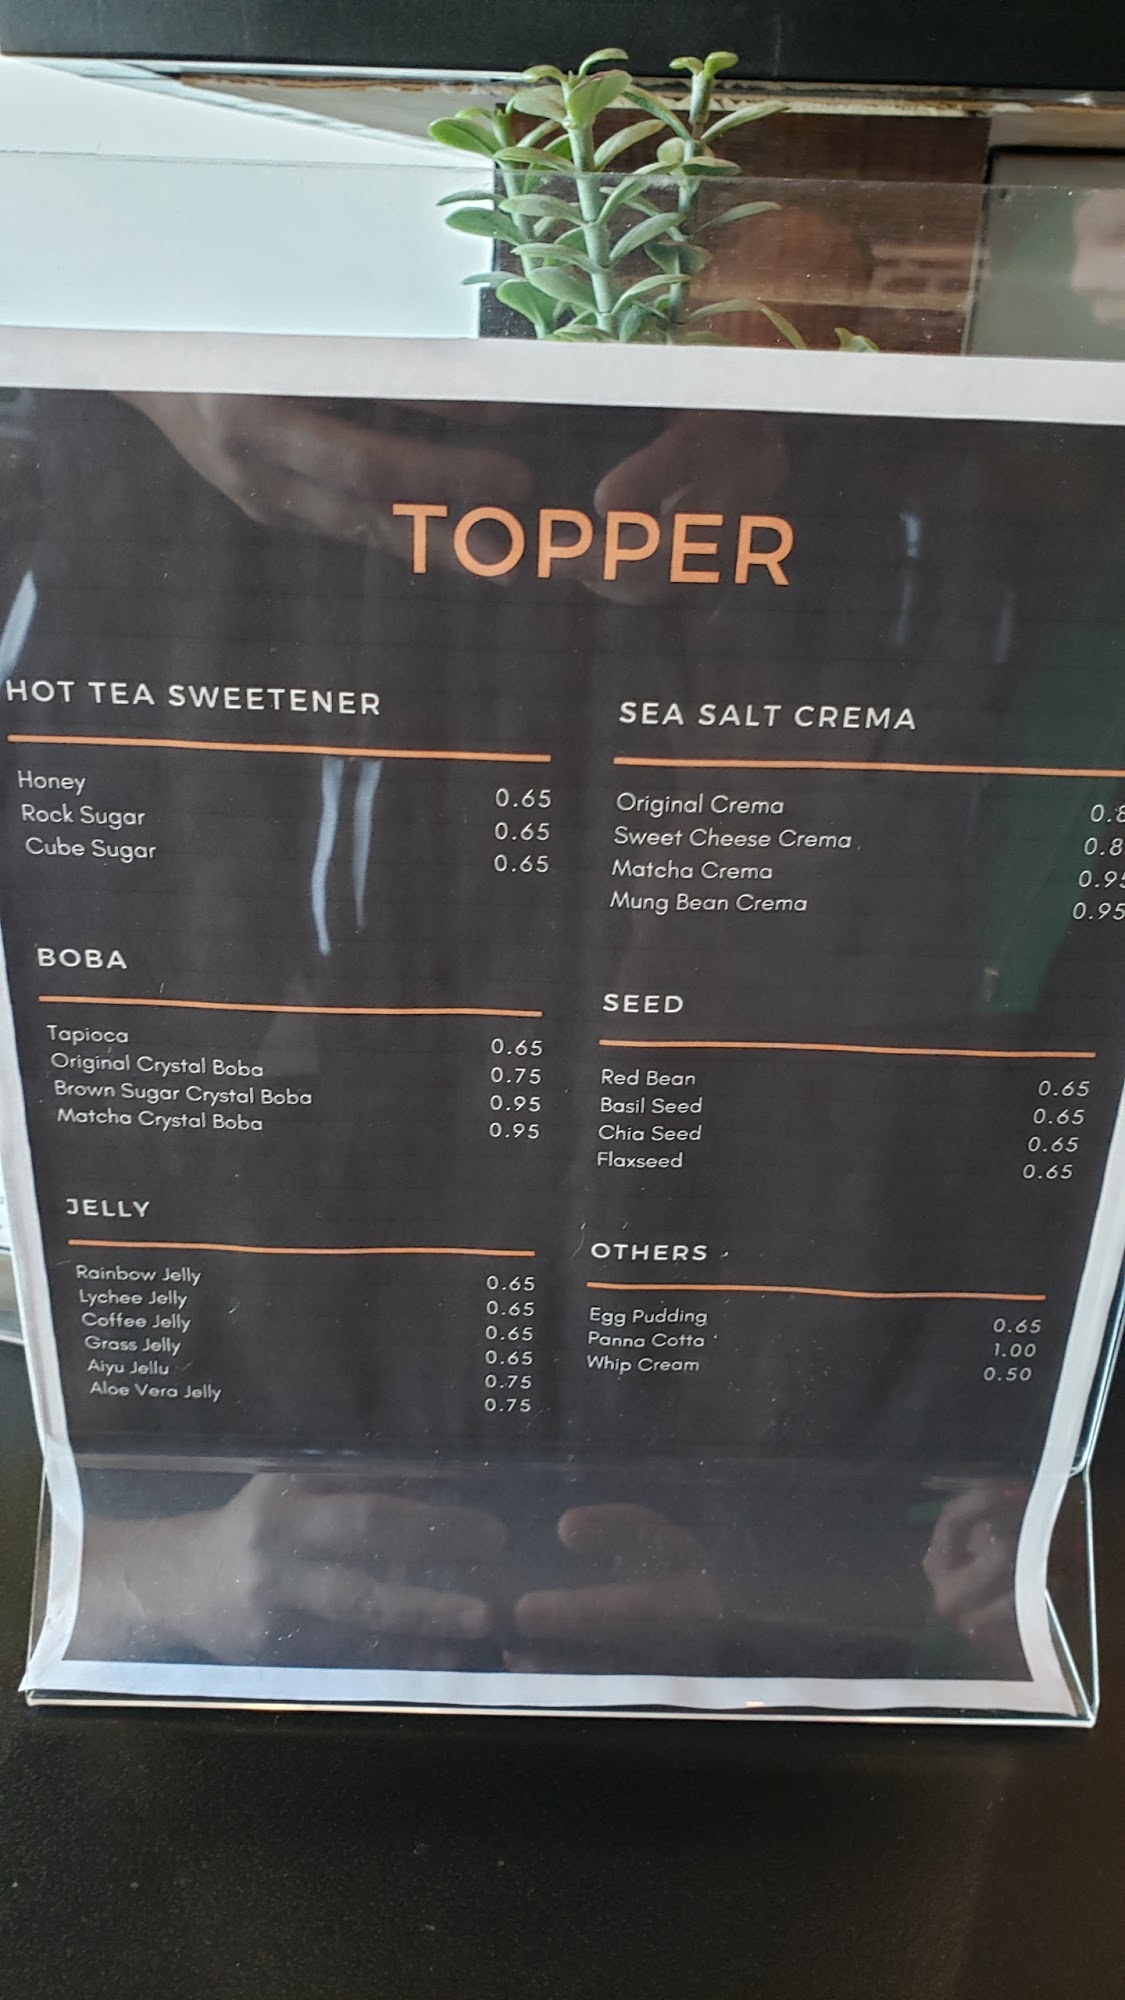 TOPPER
HOT TEA SWEETENER
Honey 0.65
Rock Sugar 0.65
Cube Sugar 0.65
BOBA
Tapioca 0.65
Original Crystal Boba 0.75
Brown Sugar Crystal Boba 0.95
Matcha Crystal Boba 0.95
JELLY
Rainbow Jelly 0.65
Lychee Jelly 0.65
Coffee Jelly 0.65
Grass Jelly 0.65
Aiyu Jellu 0.75
Aloe Vera Jelly 0.75
SEA SALT CREMA
Original Crema
Sweet Cheese Crema
Matcha Crema 0.95
Mung Bean Crema 0.95
SEED
Red Bean 0.65
Basil Seed 0.65
Chia Seed 0.65
Flaxseed 0.65
OTHERS
Egg Pudding 0.65
Panna Cotta 1.00
Whip Cream 0.50